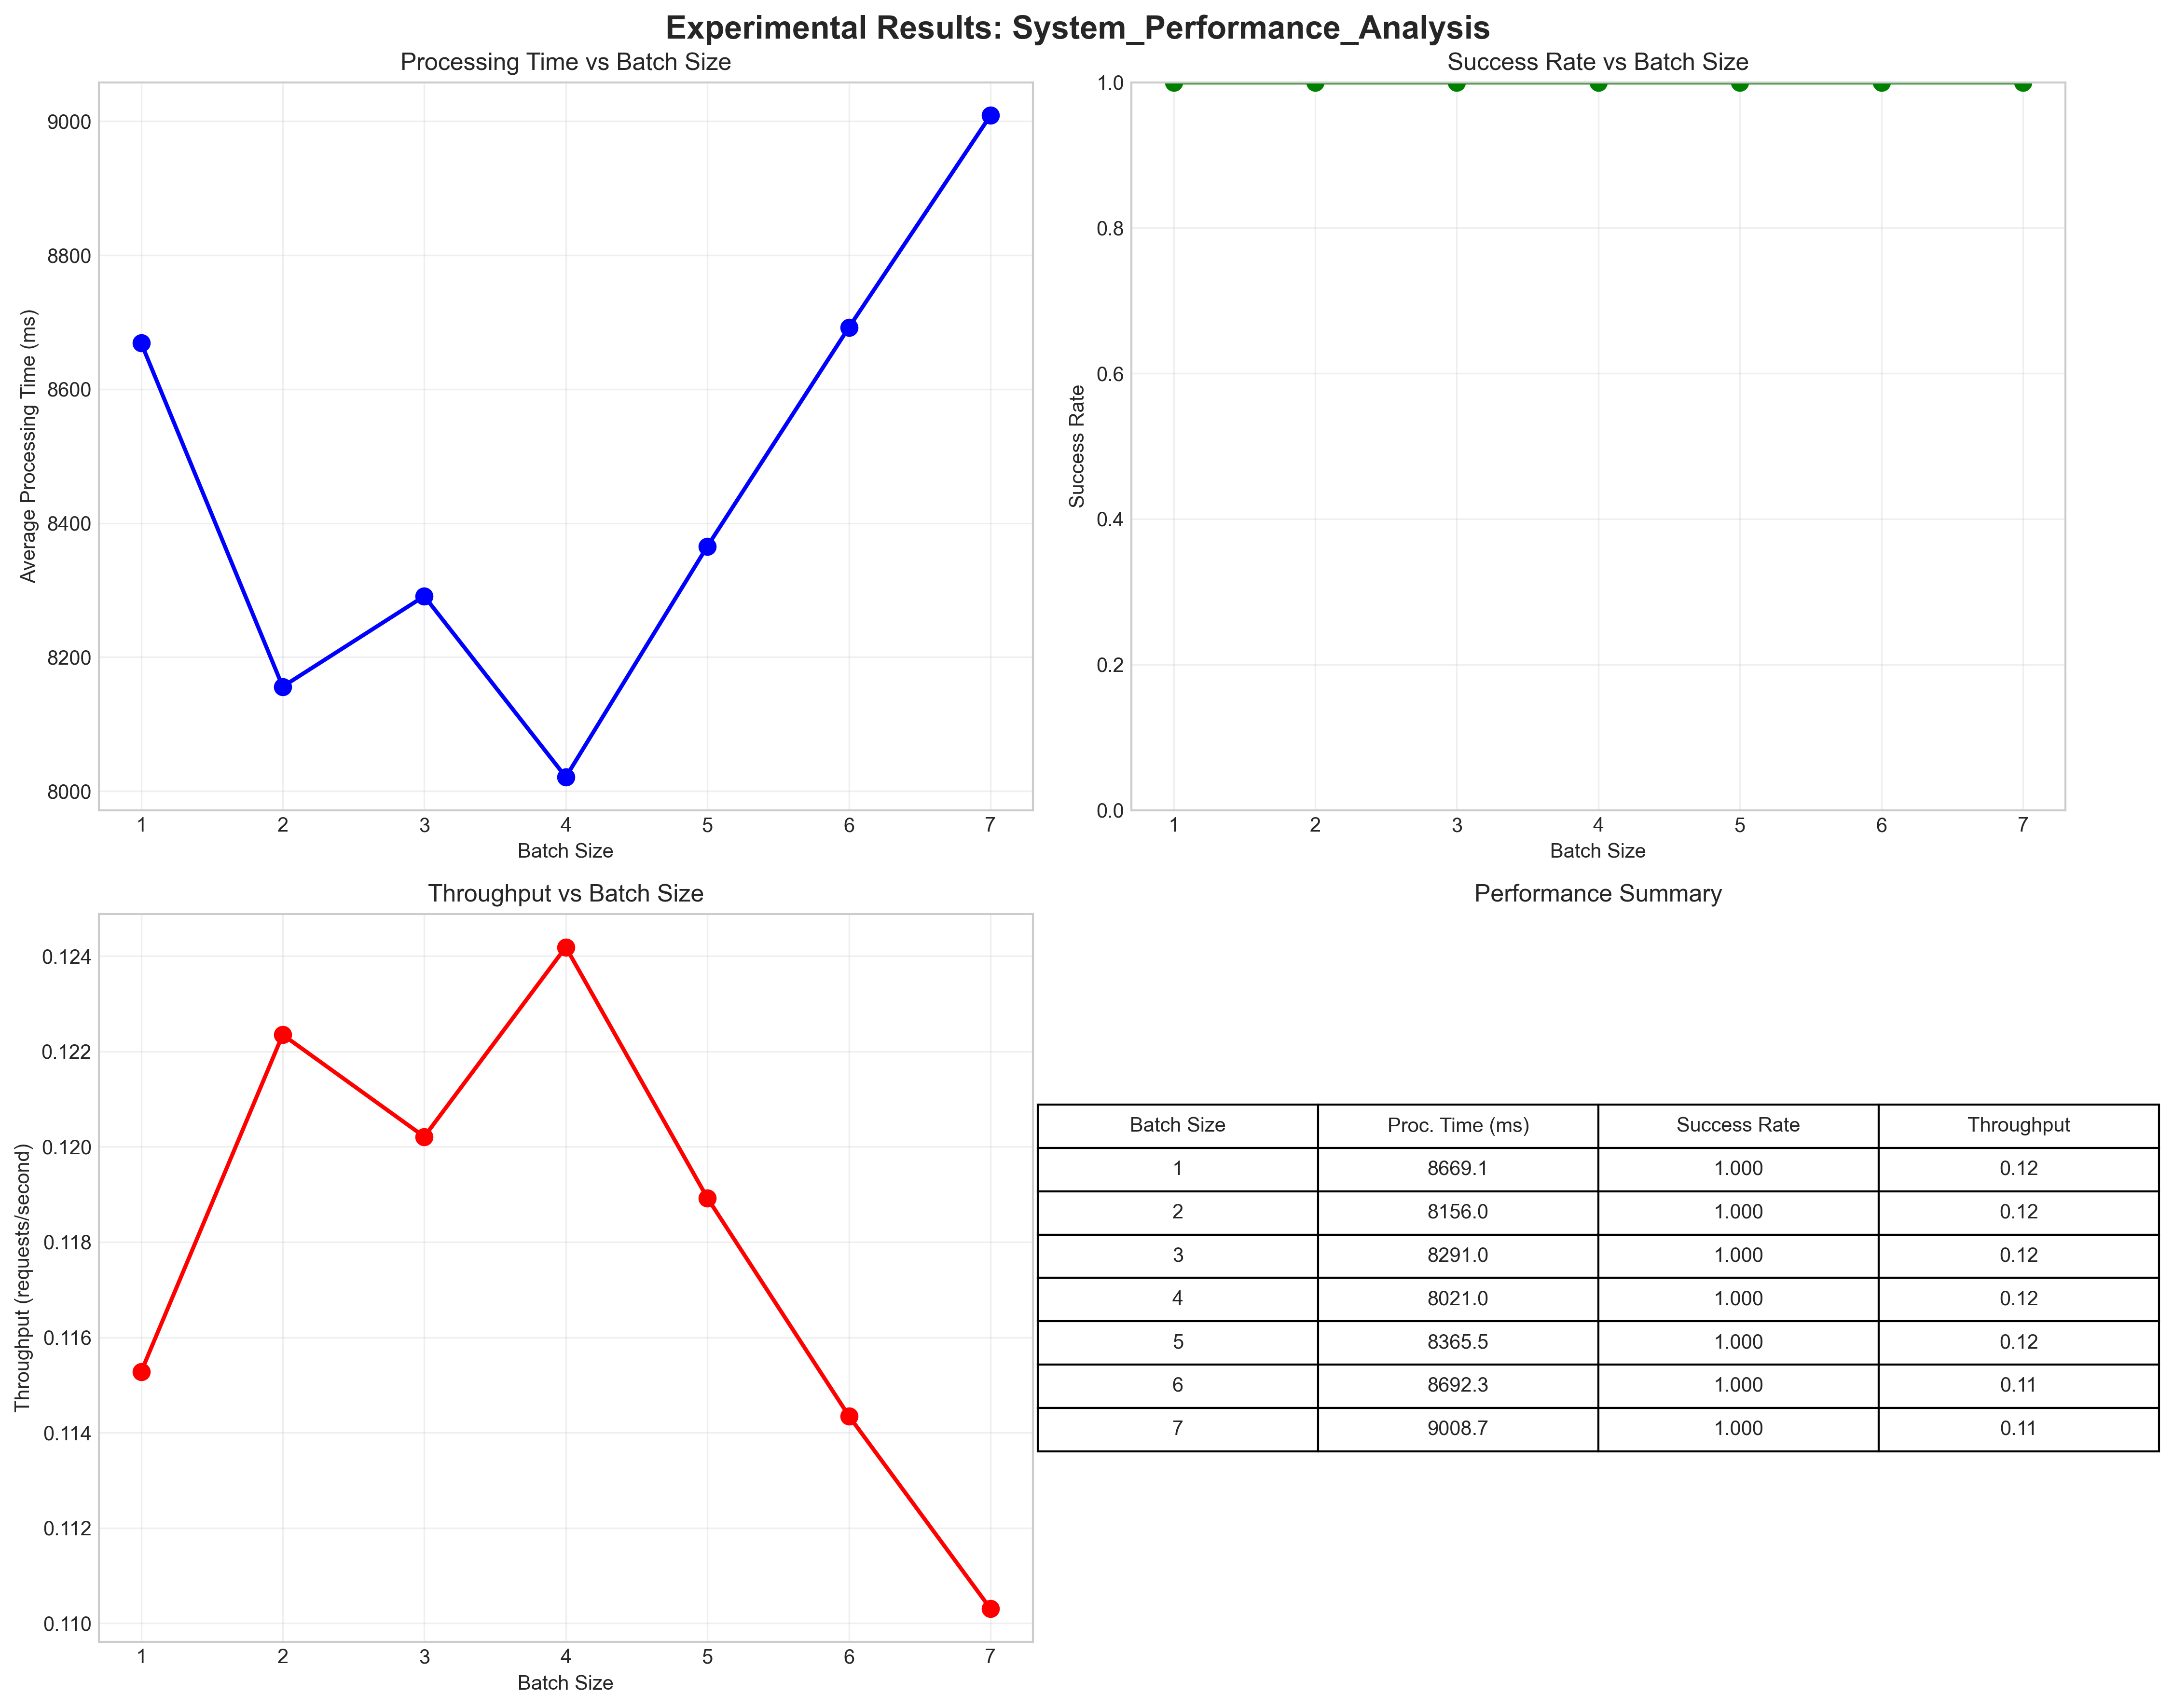 Experimental Results: System_Performance_Analysis
Processing Time vs Batch Size
Average Processing Time (ms)
9000
8800
8600
8400
8200
8000
1 2 3 4 5 6 7
Batch Size
Success Rate vs Batch Size
Success Rate
1.0
0.8
0.6
0.4
0.2
0.0
1 2 3 4 5 6 7
Batch Size
Throughput vs Batch Size
Throughput (requests/second)
0.124
0.122
0.120
0.118
0.116
0.114
0.112
0.110
1 2 3 4 5 6 7
Batch Size
Performance Summary
Batch Size Proc. Time (ms) Success Rate Throughput
1 8669.1 1.000 0.12
2 8156.0 1.000 0.12
3 8291.0 1.000 0.12
4 8021.0 1.000 0.12
5 8365.5 1.000 0.12
6 8692.3 1.000 0.11
7 9008.7 1.000 0.11